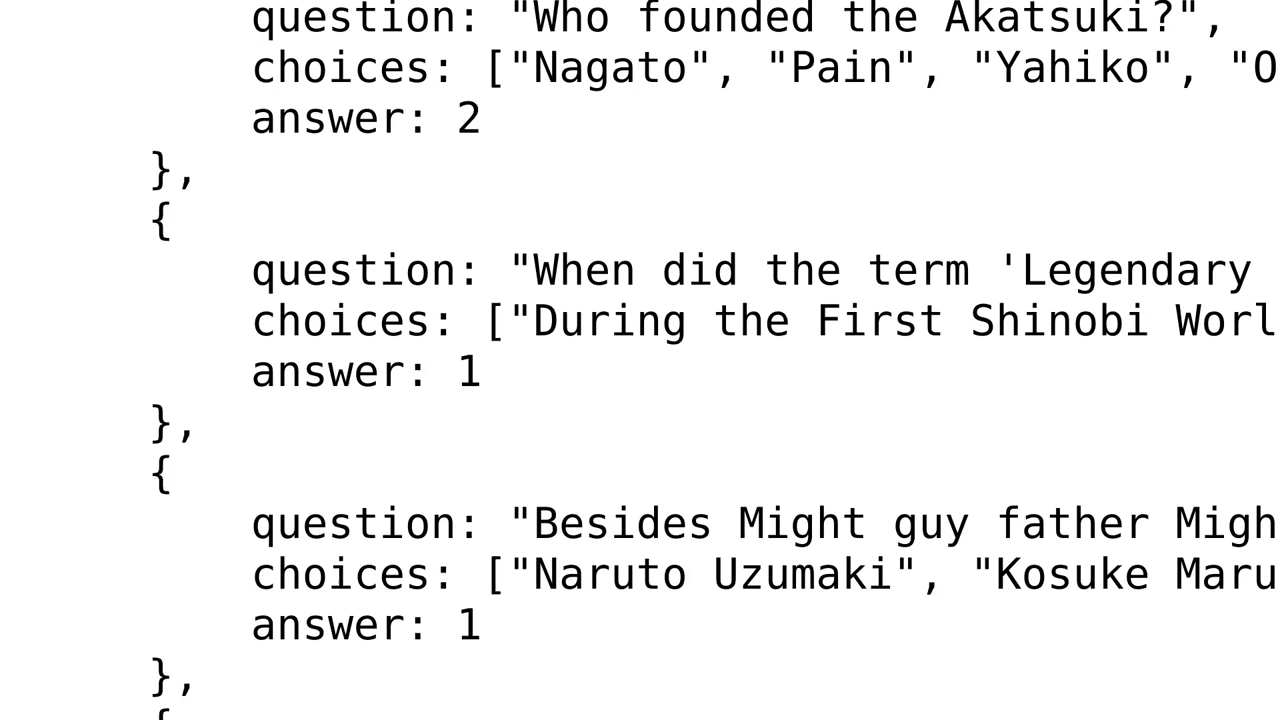 question: "Who founded the Akatsuki?",
choices: ["Nagato", "Pain", "Yahiko", "O
answer: 2
},
{
question: "When did the term 'Legendary
choices: ["During the First Shinobi Worl
answer: 1
},
{
question: "Besides Might guy father Migh
choices: ["Naruto Uzumaki", "Kosuke Maru
answer: 1
},
{